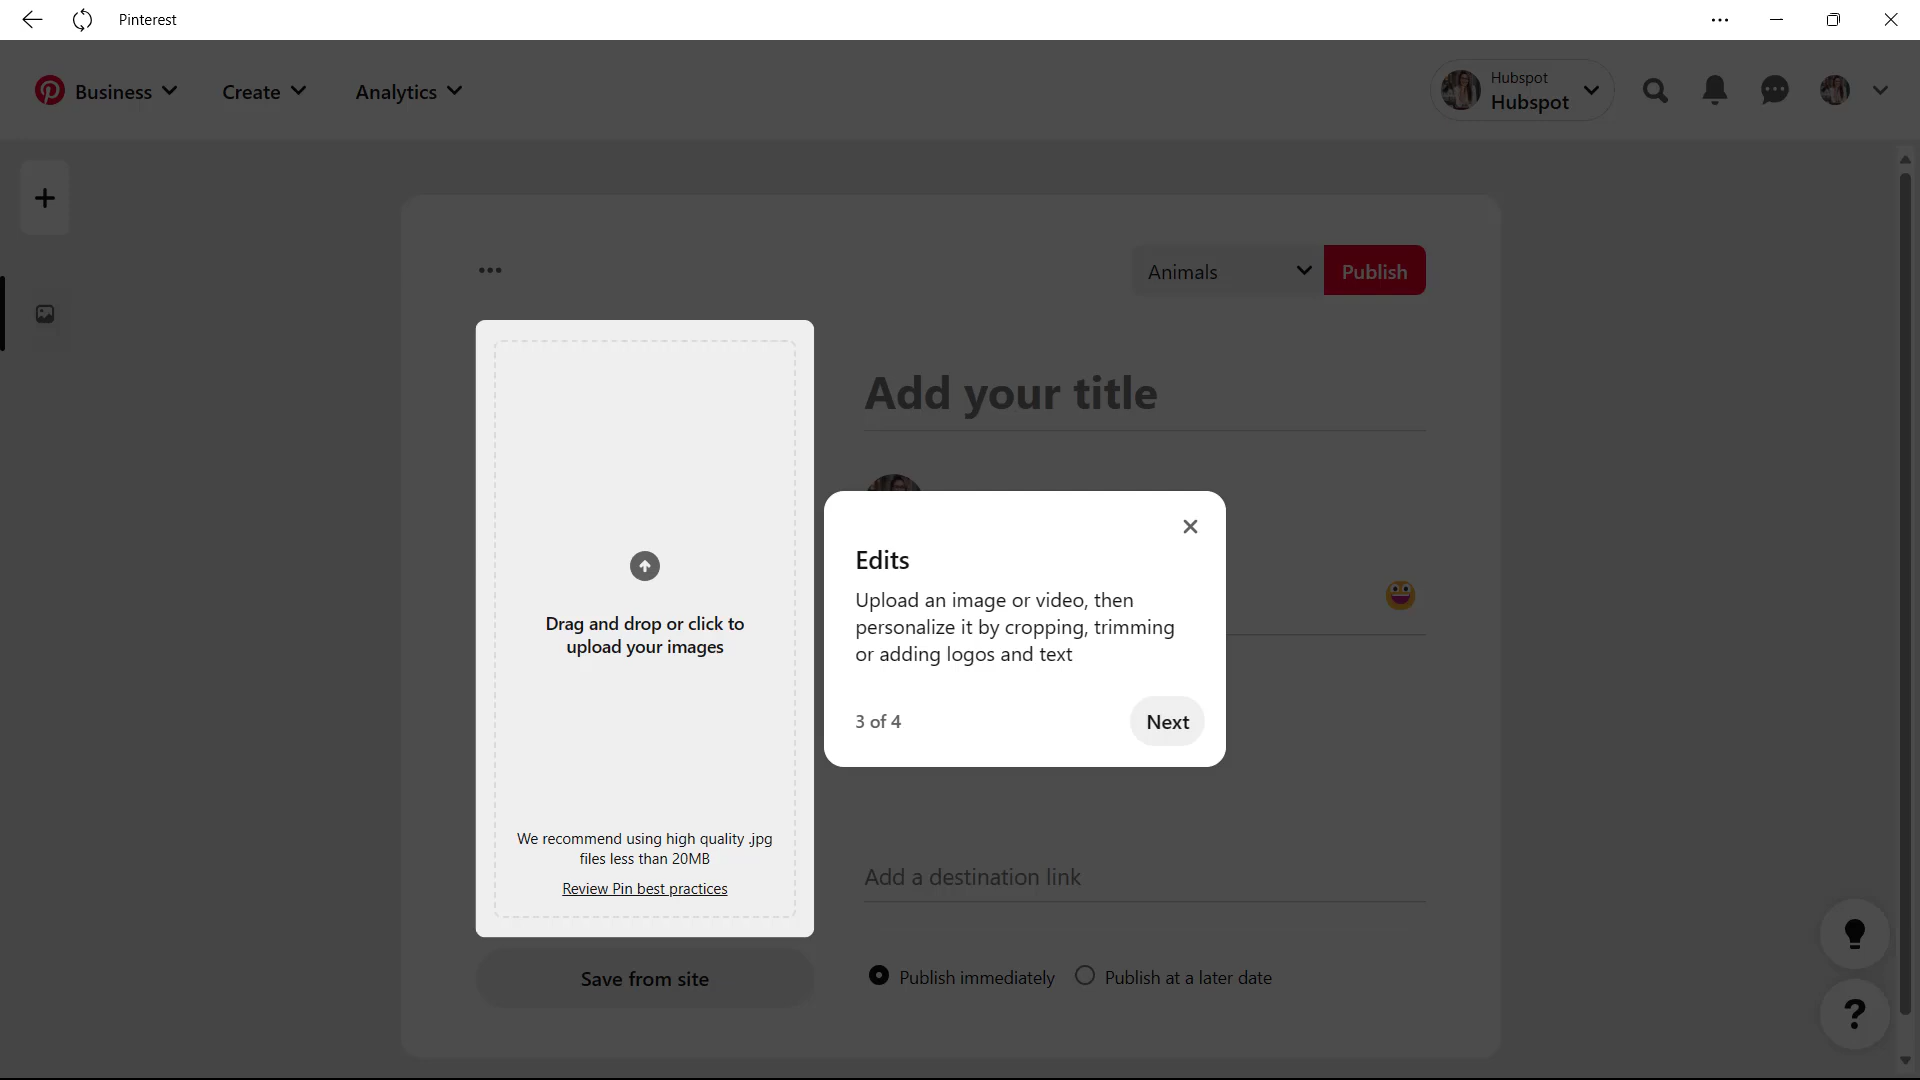 Pinterest
Business
Create
Analytics
Hubspot
Hubspot
Animals
Publish
Add your title
Drag and drop or click to
upload your images
We recommend using high quality .jpg
files less than 20MB
Review Pin best practices
Save from site
Edits
Upload an image or video, then
personalize it by cropping, trimming
or adding logos and text
3 of 4
Next
Add a destination link
Publish immediately
Publish at a later date
?